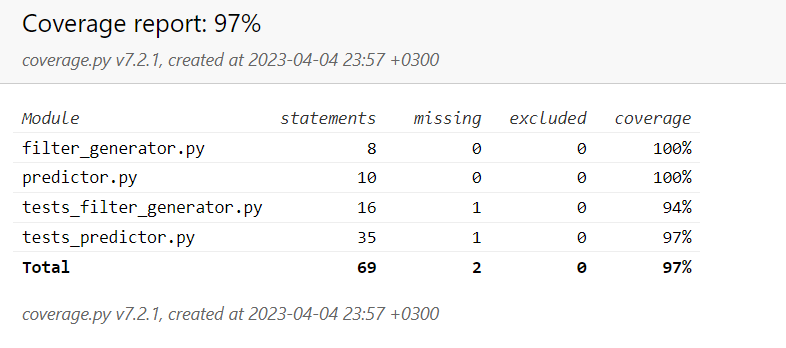 Coverage report: 97%
coverage.py v7.2.1, created at 2023-04-04 23:57 +0300
Module statements missing excluded coverage
filter_generator.py 8 0 0 100%
predictor.py 10 0 0 100%
tests_filter_generator.py 16 1 0 94%
tests_predictor.py 35 1 0 97%
Total 69 2 0 97%
coverage.py v7.2.1, created at 2023-04-04 23:57 +0300